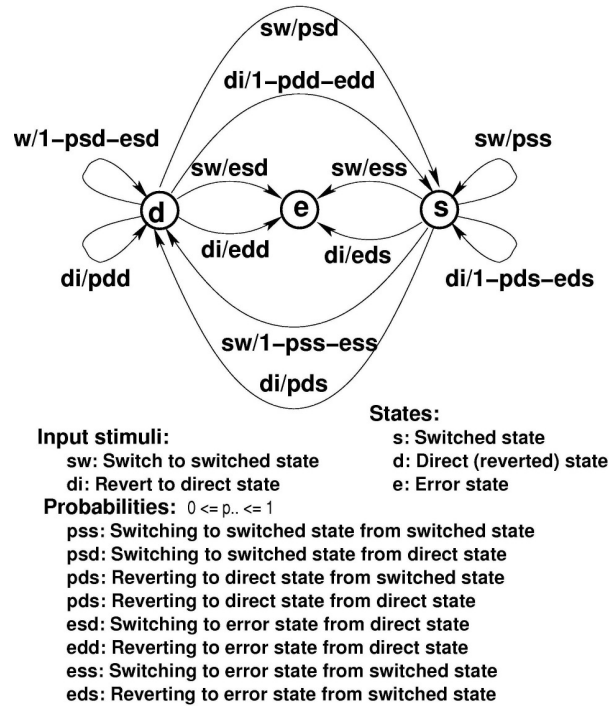 sw/psd
di/1−pdd−edd
w/1−psd−esd
sw/pss
sw/esd
sw/ess
d
e
s
di/edd
di/eds
di/pdd
di/1−pds−eds
sw/1−pss−ess
di/pds
States:
Input stimuli:
s: Switched state
sw: Switch to switched state
d: Direct (reverted) state
di: Revert to direct state
e: Error state
Probabilities: 0 <= p.. <= 1
pss: Switching to switched state from switched state
psd: Switching to switched state from direct state
pds: Reverting to direct state from switched state
pds: Reverting to direct state from direct state
esd: Switching to error state from direct state
edd: Reverting to error state from direct state
ess: Switching to error state from switched state
eds: Reverting to error state from switched state